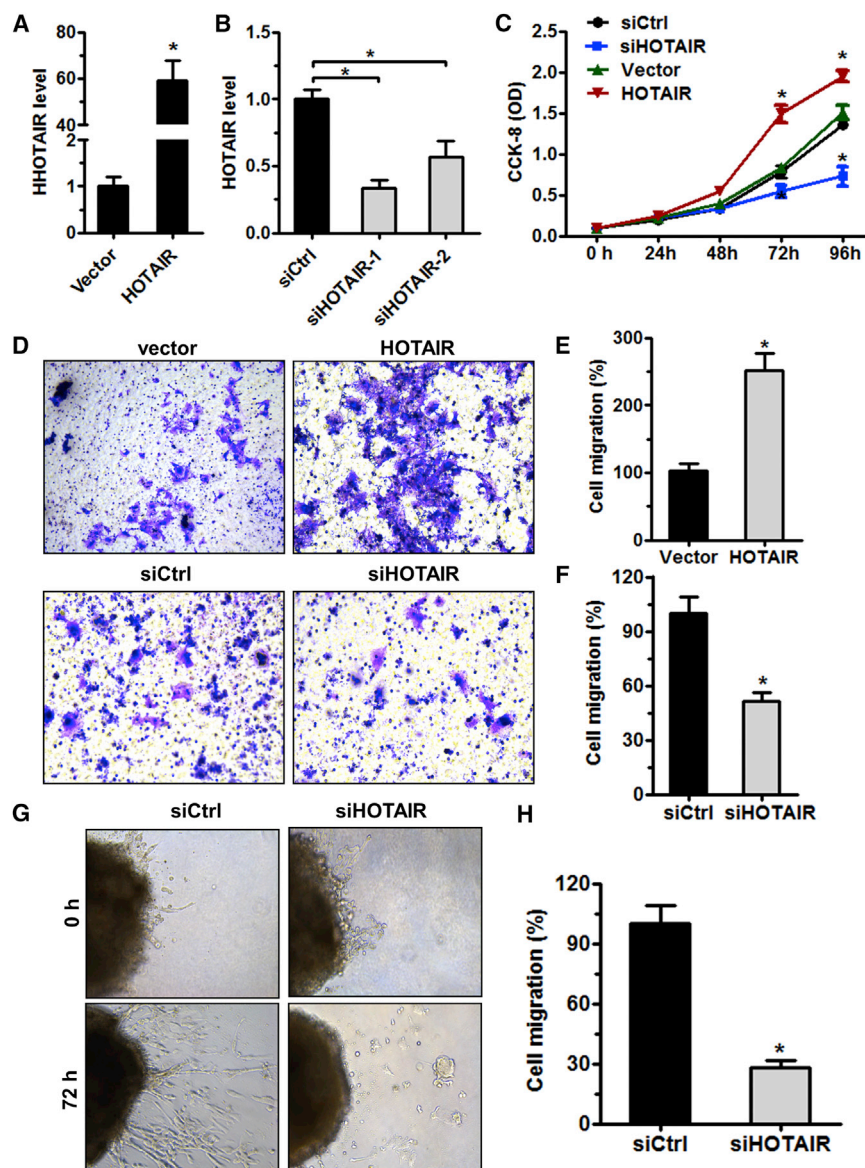 A
HHOTAIR level
80
60
40
2
1
0
*
Vector
HOTAIR
B
HOTAIR level
1.5
1.0
0.5
0.0
*
*
siCtrl
siHOTAIR-1
siHOTAIR-2
C
siCtrl
siHOTAIR
Vector
HOTAIR
CCK-8 (OD)
2.5
2.0
1.5
1.0
0.5
0.0
*
*
*
*
0 h 24h 48h 72h 96h
D
vector HOTAIR
siCtrl siHOTAIR
E
Cell migration (%)
300
200
100
0
*
Vector HOTAIR
F
Cell migration (%)
120
90
60
30
0
*
siCtrl siHOTAIR
G
siCtrl siHOTAIR
0 h
72 h
H
Cell migration (%)
120
90
60
30
0
*
siCtrl siHOTAIR